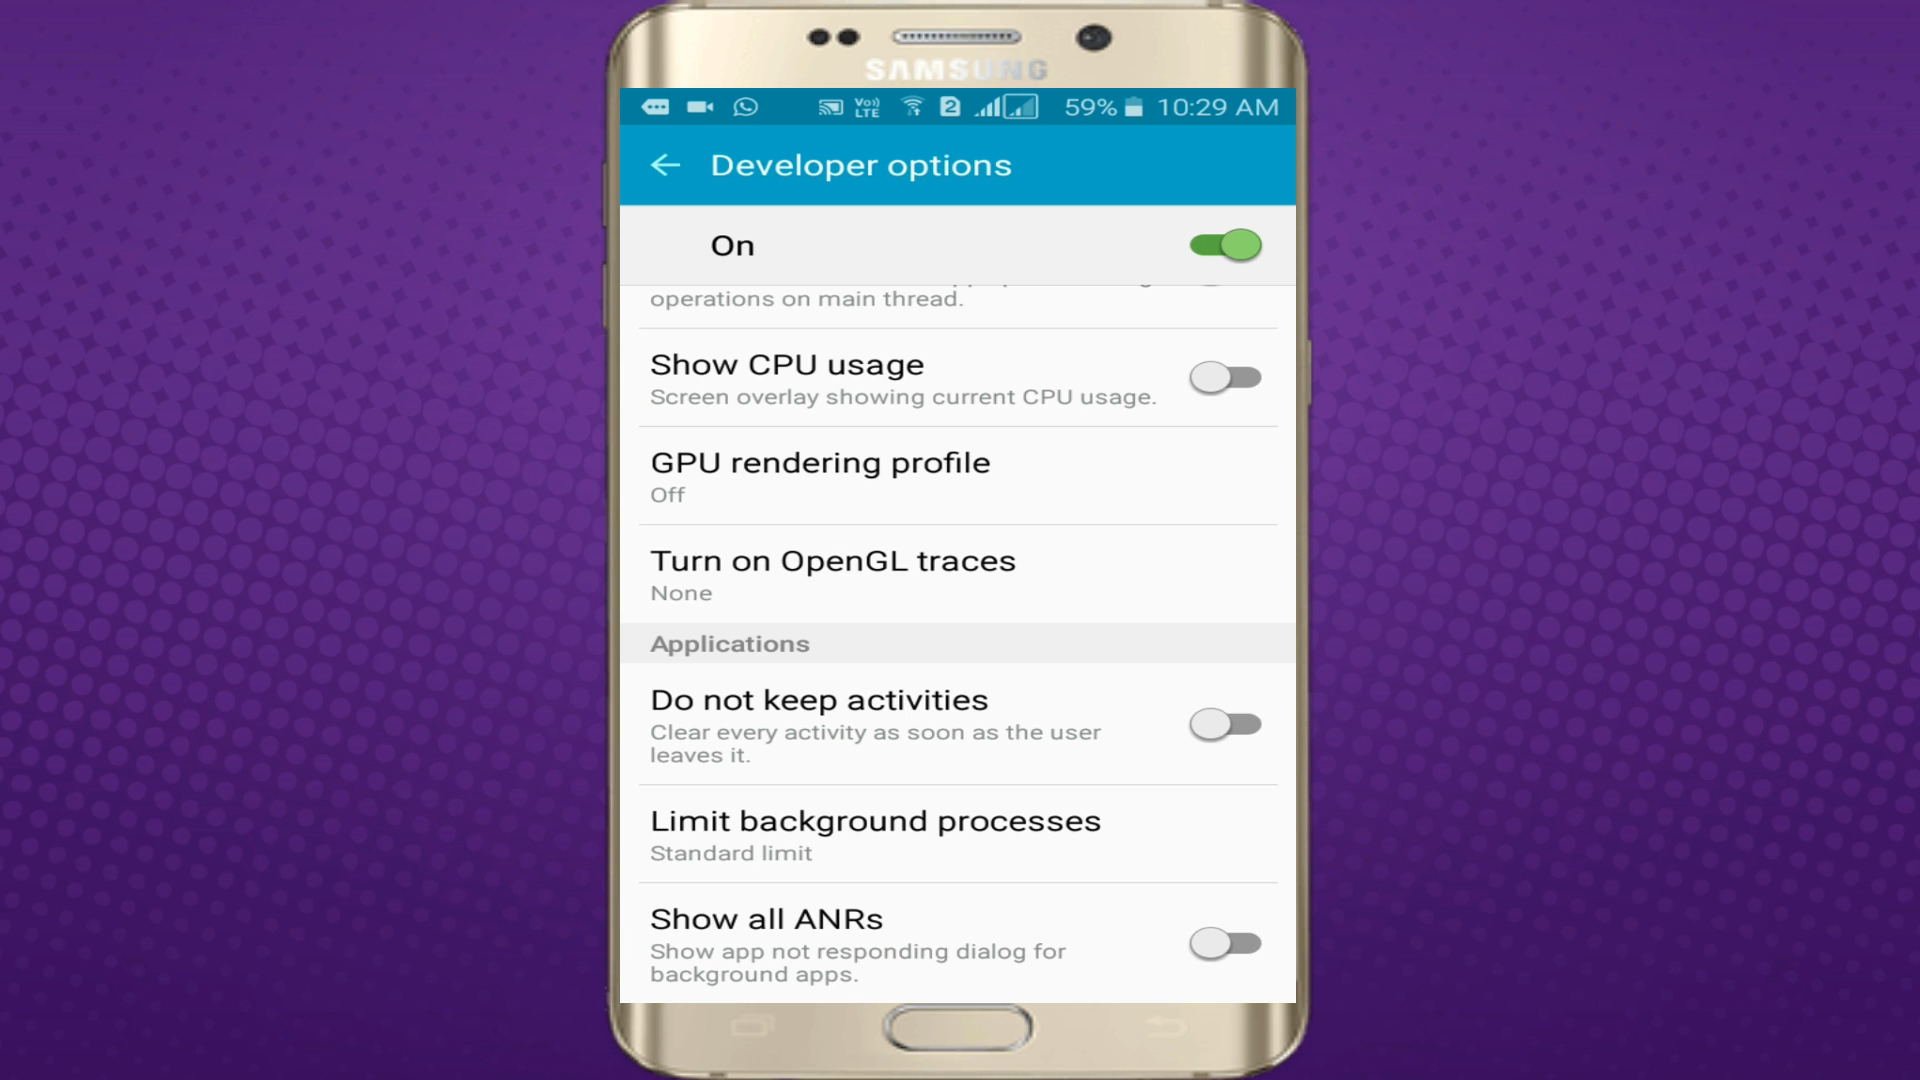 SAMSUNG
Vo)) LTE 2 59% 10:29 AM
Developer options
On
operations on main thread.
Show CPU usage
Screen overlay showing current CPU usage.
GPU rendering profile
Off
Turn on OpenGL traces
None
Applications
Do not keep activities
Clear every activity as soon as the user
leaves it.
Limit background processes
Standard limit
Show all ANRs
Show app not responding dialog for
background apps.